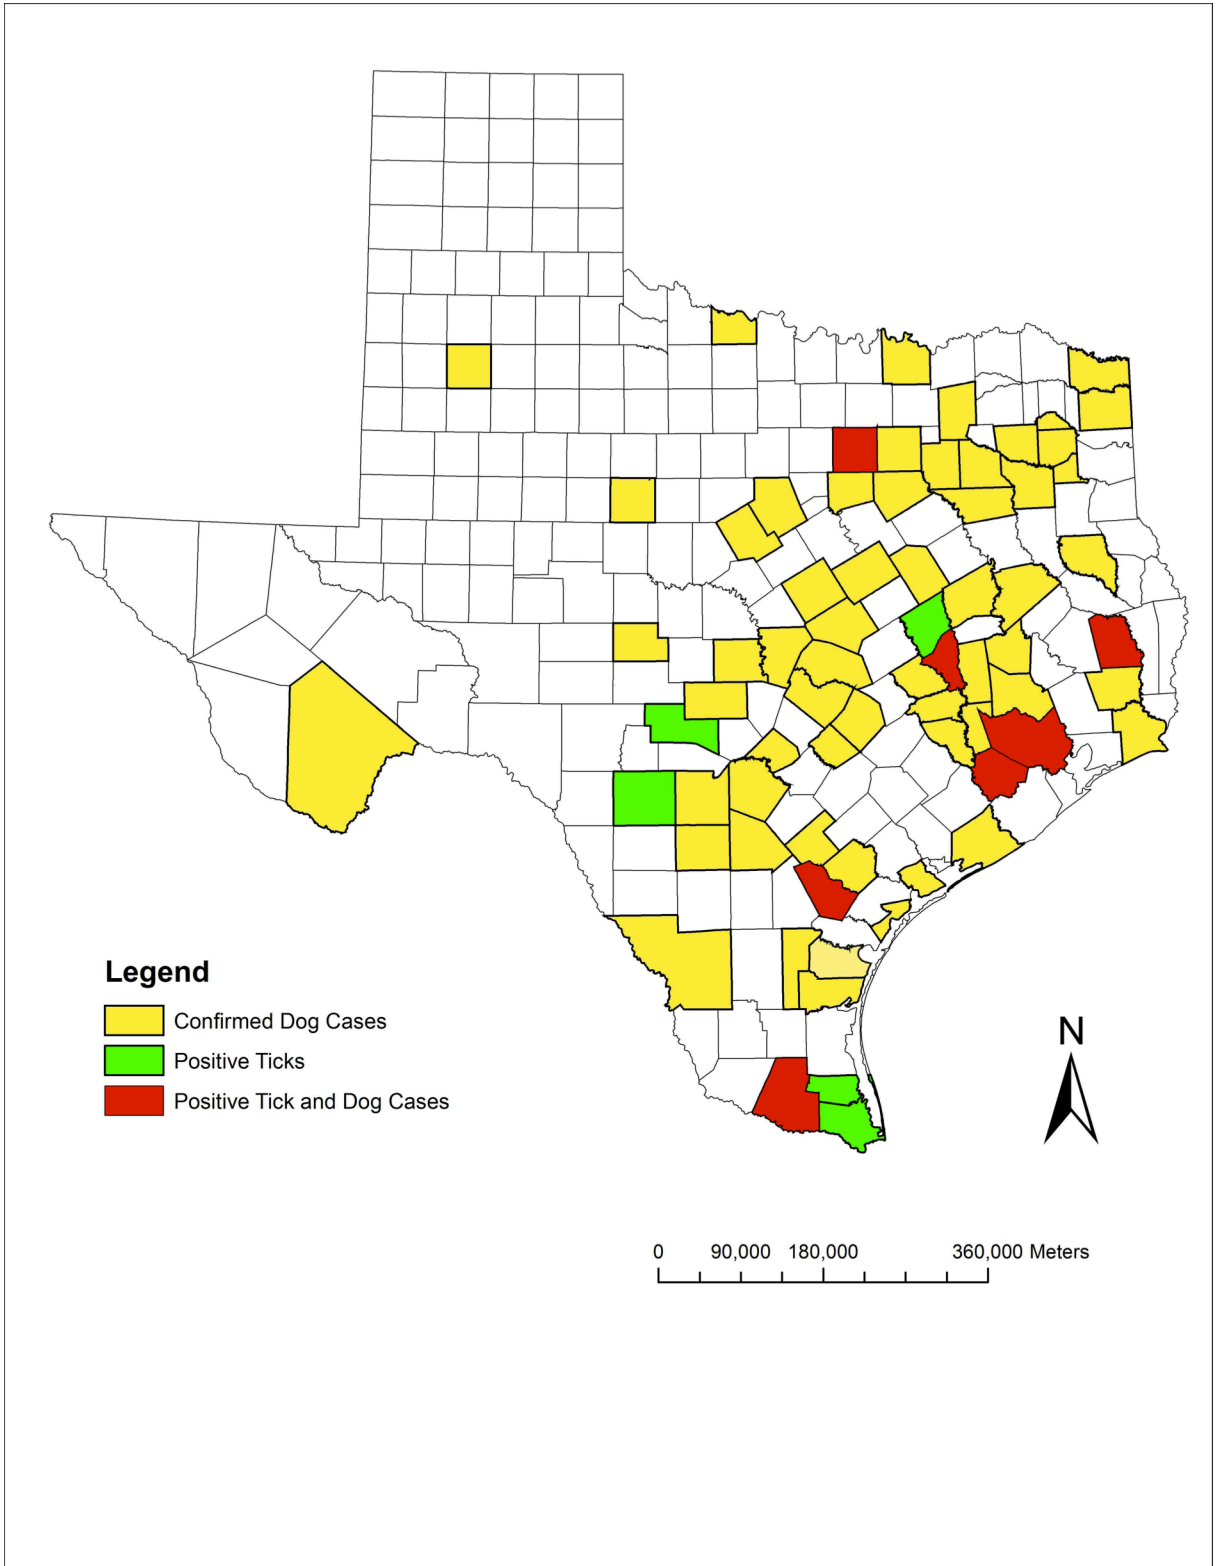 Legend
Confirmed Dog Cases
Positive Ticks
Positive Tick and Dog Cases
N
0 90,000 180,000 360,000 Meters